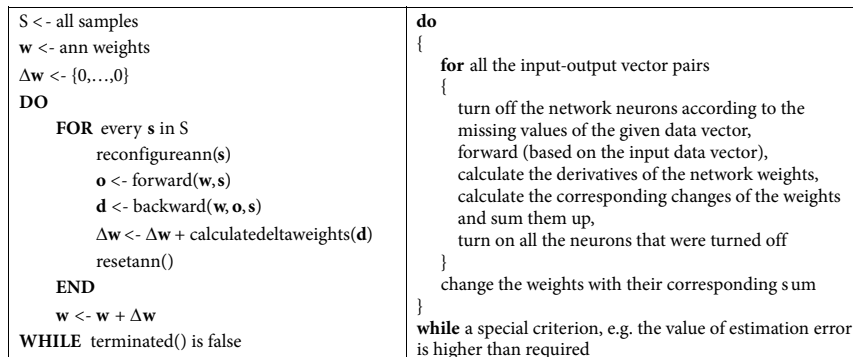 S <- all samples
w <- ann weights
Δw <- {0,…,0}
DO
FOR every s in S
reconfigureann(s)
o <- forward(w, s)
d <- backward(w, o, s)
Δw <- Δw + calculatedeltaweights(d)
resetann()
END
w <- w + Δw
WHILE terminated() is false
do
{
for all the input-output vector pairs
{
turn off the network neurons according to the
missing values of the given data vector,
forward (based on the input data vector),
calculate the derivatives of the network weights,
calculate the corresponding changes of the weights
and sum them up,
turn on all the neurons that were turned off
}
change the weights with their corresponding sum
}
while a special criterion, e.g. the value of estimation error
is higher than required